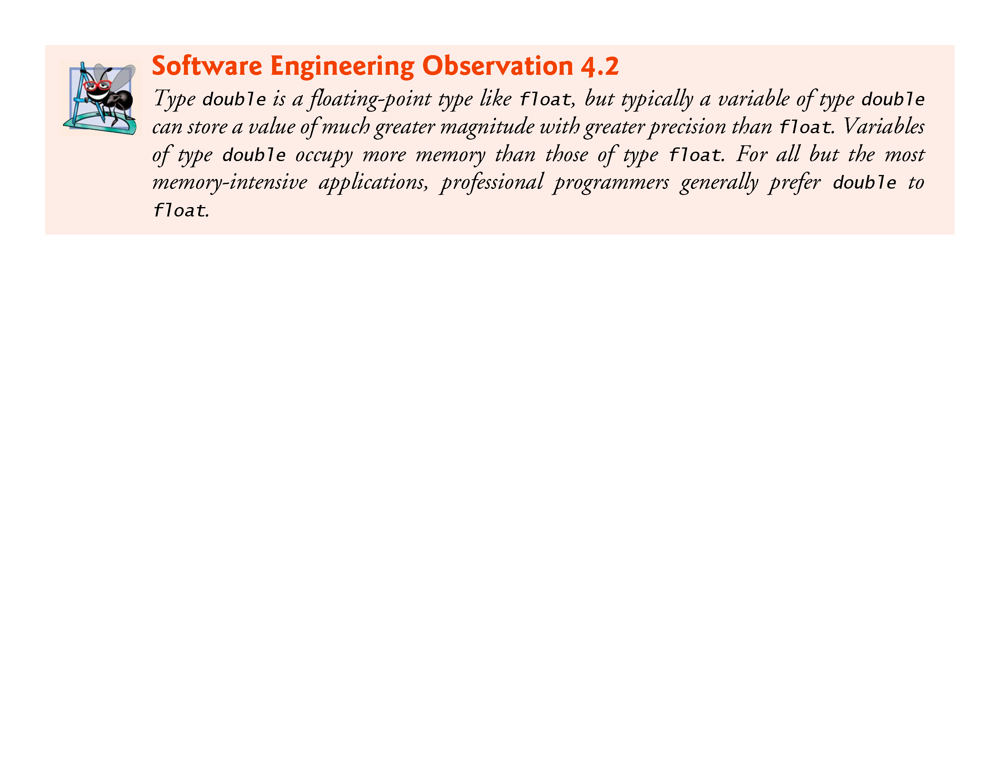 Software Engineering Observation 4.2
Type double is a floating-point type like float, but typically a variable of type double
can store a value of much greater magnitude with greater precision than float. Variables
of type double occupy more memory than those of type float. For all but the most
memory-intensive applications, professional programmers generally prefer double to
float.